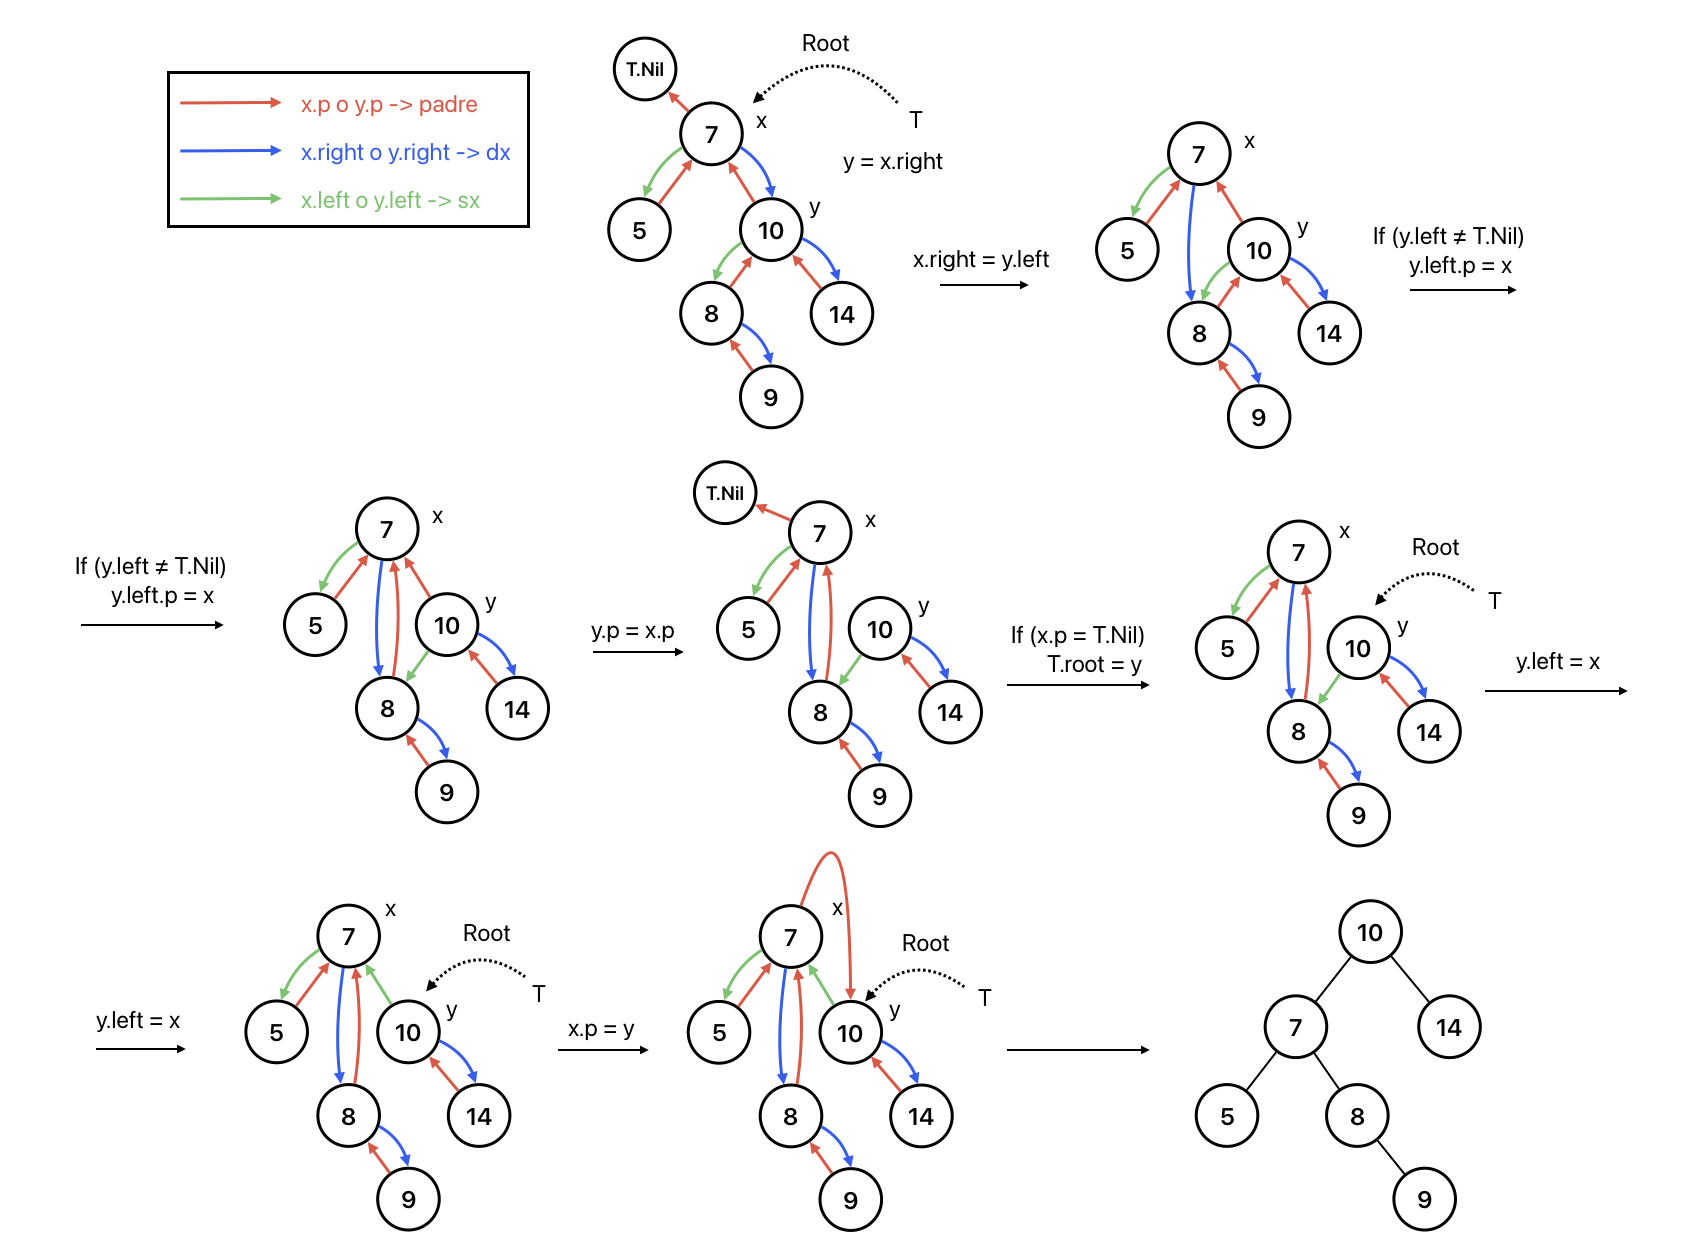 x.p o y.p -> padre
x.right o y.right -> dx
x.left o y.left -> sx
Root
T.Nil
7
x
T
y = x.right
5
10
y
8
14
9
x.right = y.left
7
x
5
10
y
8
14
9
If (y.left ≠ T.Nil)
y.left.p = x
If (y.left ≠ T.Nil)
y.left.p = x
7
x
5
10
y
8
14
9
y.p = x.p
T.Nil
7
x
5
10
y
8
14
9
If (x.p = T.Nil)
T.root = y
7
x
Root
T
5
10
y
8
14
9
y.left = x
y.left = x
7
x
Root
T
5
10
y
8
14
9
x.p = y
7
x
Root
T
5
10
y
8
14
9
10
7
14
5
8
9